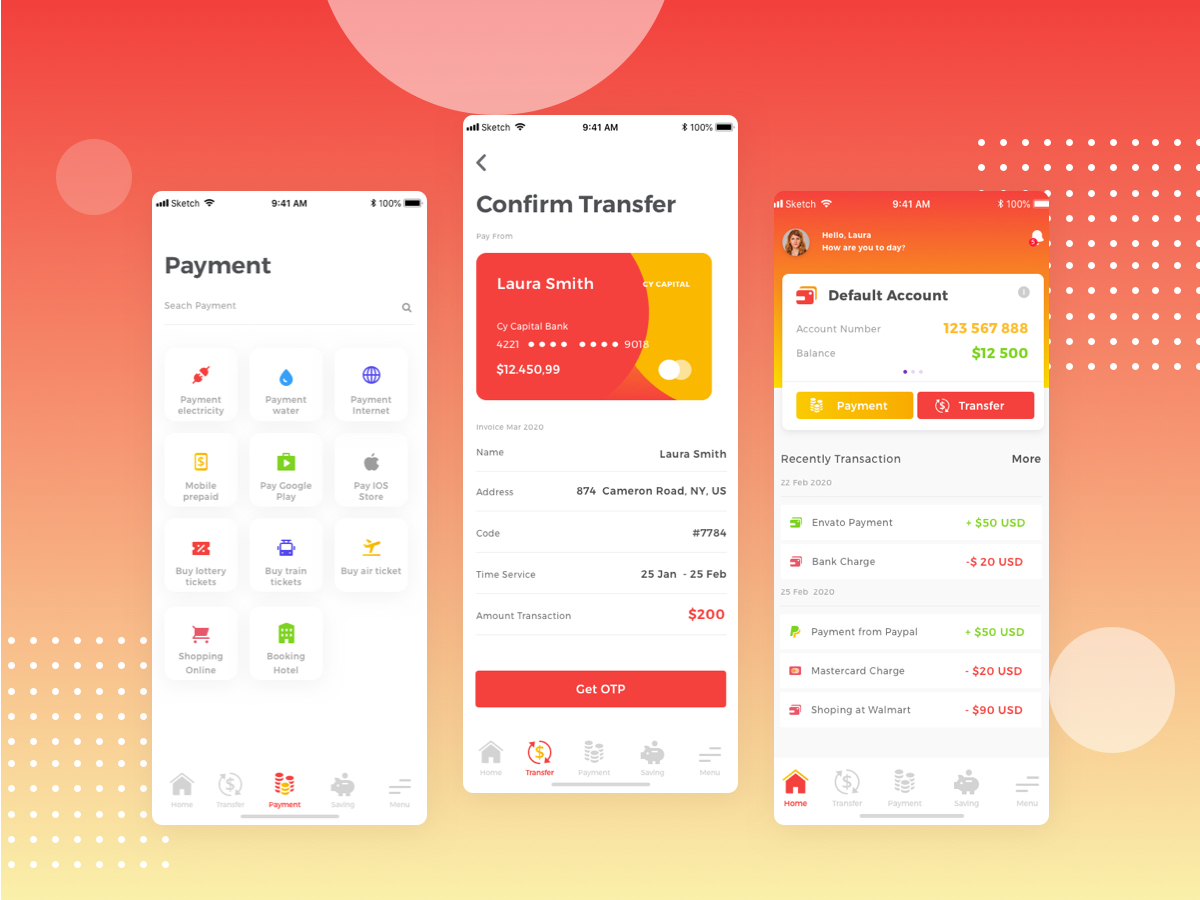 Sketch 9:41 AM 100%
Payment
Seach Payment
Payment electricity
Payment water
Payment Internet
Mobile prepaid
Pay Google Play
Pay IOS Store
Buy lottery tickets
Buy train tickets
Buy air ticket
Shopping Online
Booking Hotel
Home Transfer Payment Saving Menu
Sketch 9:41 AM 100%
Confirm Transfer
Pay From
Laura Smith CY CAPITAL
Cy Capital Bank
4221 •••• •••• 9018
$12.450,99
Invoice Mar 2020
Name Laura Smith
Address 874 Cameron Road, NY, US
Code #7784
Time Service 25 Jan - 25 Feb
Amount Transaction $200
Get OTP
Home Transfer Payment Saving Menu
Sketch 9:41 AM 100%
Hello, Laura
How are you to day?
5
Default Account
Account Number 123 567 888
Balance $12 500
Payment Transfer
Recently Transaction More
22 Feb 2020
Envato Payment + $50 USD
Bank Charge -$ 20 USD
25 Feb 2020
Payment from Paypal + $50 USD
Mastercard Charge - $20 USD
Shoping at Walmart - $90 USD
Home Transfer Payment Saving Menu